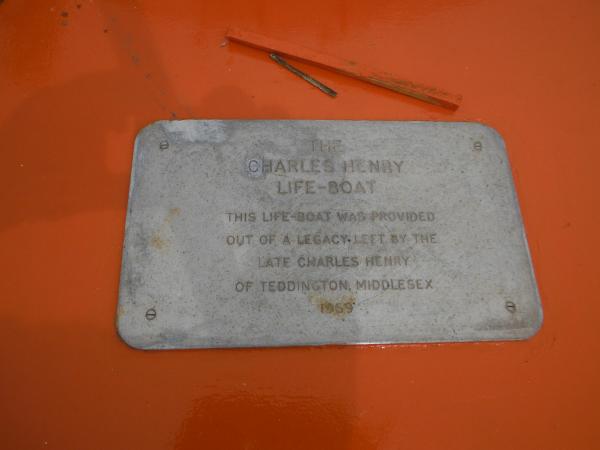 THE
CHARLES HENRY
LIFE-BOAT
THIS LIFE-BOAT WAS PROVIDED
OUT OF A LEGACY LEFT BY THE
LATE CHARLES HENRY
OF TEDDINGTON, MIDDLESEX
1969